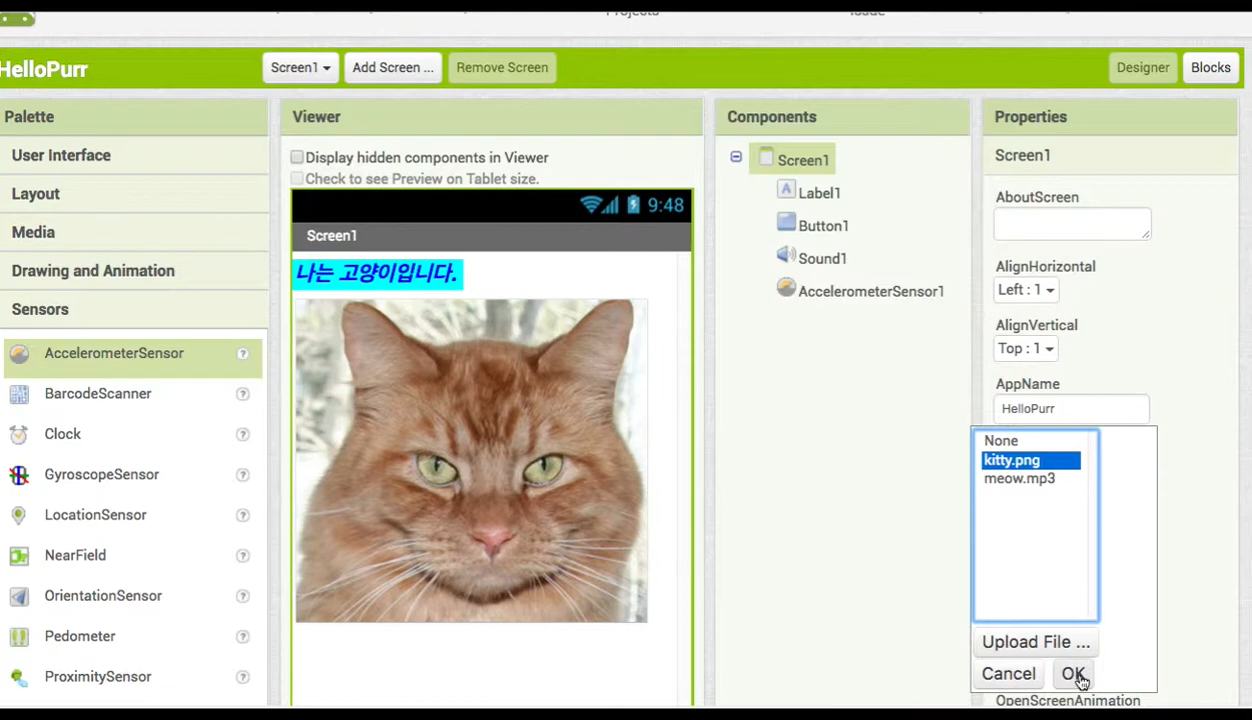 Projects
Issue
HelloPurr
Screen1
Add Screen ...
Remove Screen
Designer
Blocks
Palette
User Interface
Layout
Media
Drawing and Animation
Sensors
AccelerometerSensor ?
BarcodeScanner ?
Clock ?
GyroscopeSensor ?
LocationSensor ?
NearField ?
OrientationSensor ?
Pedometer ?
ProximitySensor ?
Viewer
Display hidden components in Viewer
Check to see Preview on Tablet size.
9:48
Screen1
나는 고양이입니다.
Components
Screen1
A Label1
Button1
Sound1
AccelerometerSensor1
Properties
Screen1
AboutScreen
AlignHorizontal
Left : 1
AlignVertical
Top : 1
AppName
HelloPurr
None
kitty.png
meow.mp3
Upload File ...
Cancel
OK
OpenScreenAnimation